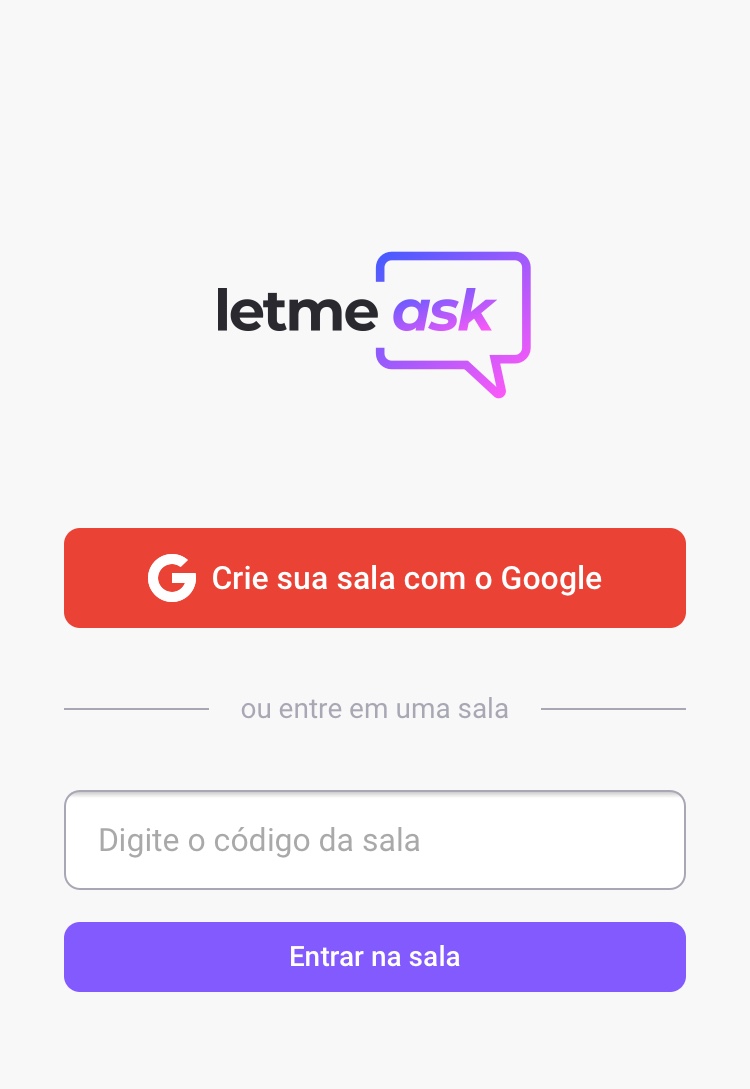 letme ask
Crie sua sala com o Google
ou entre em uma sala
Digite o código da sala
Entrar na sala